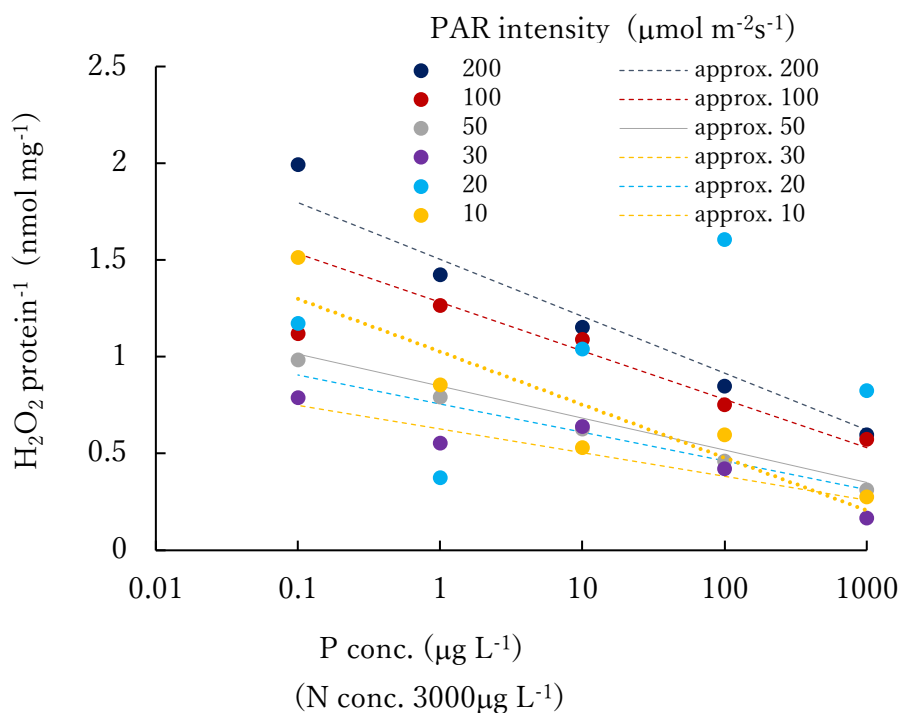 PAR intensity (μmol m-2s-1)
200 approx. 200
100 approx. 100
50 approx. 50
30 approx. 30
20 approx. 20
10 approx. 10
H2O2 protein-1 (nmol mg-1)
2.5
2
1.5
1
0.5
0
0.01 0.1 1 10 100 1000
P conc. (μg L-1)
(N conc. 3000μg L-1)